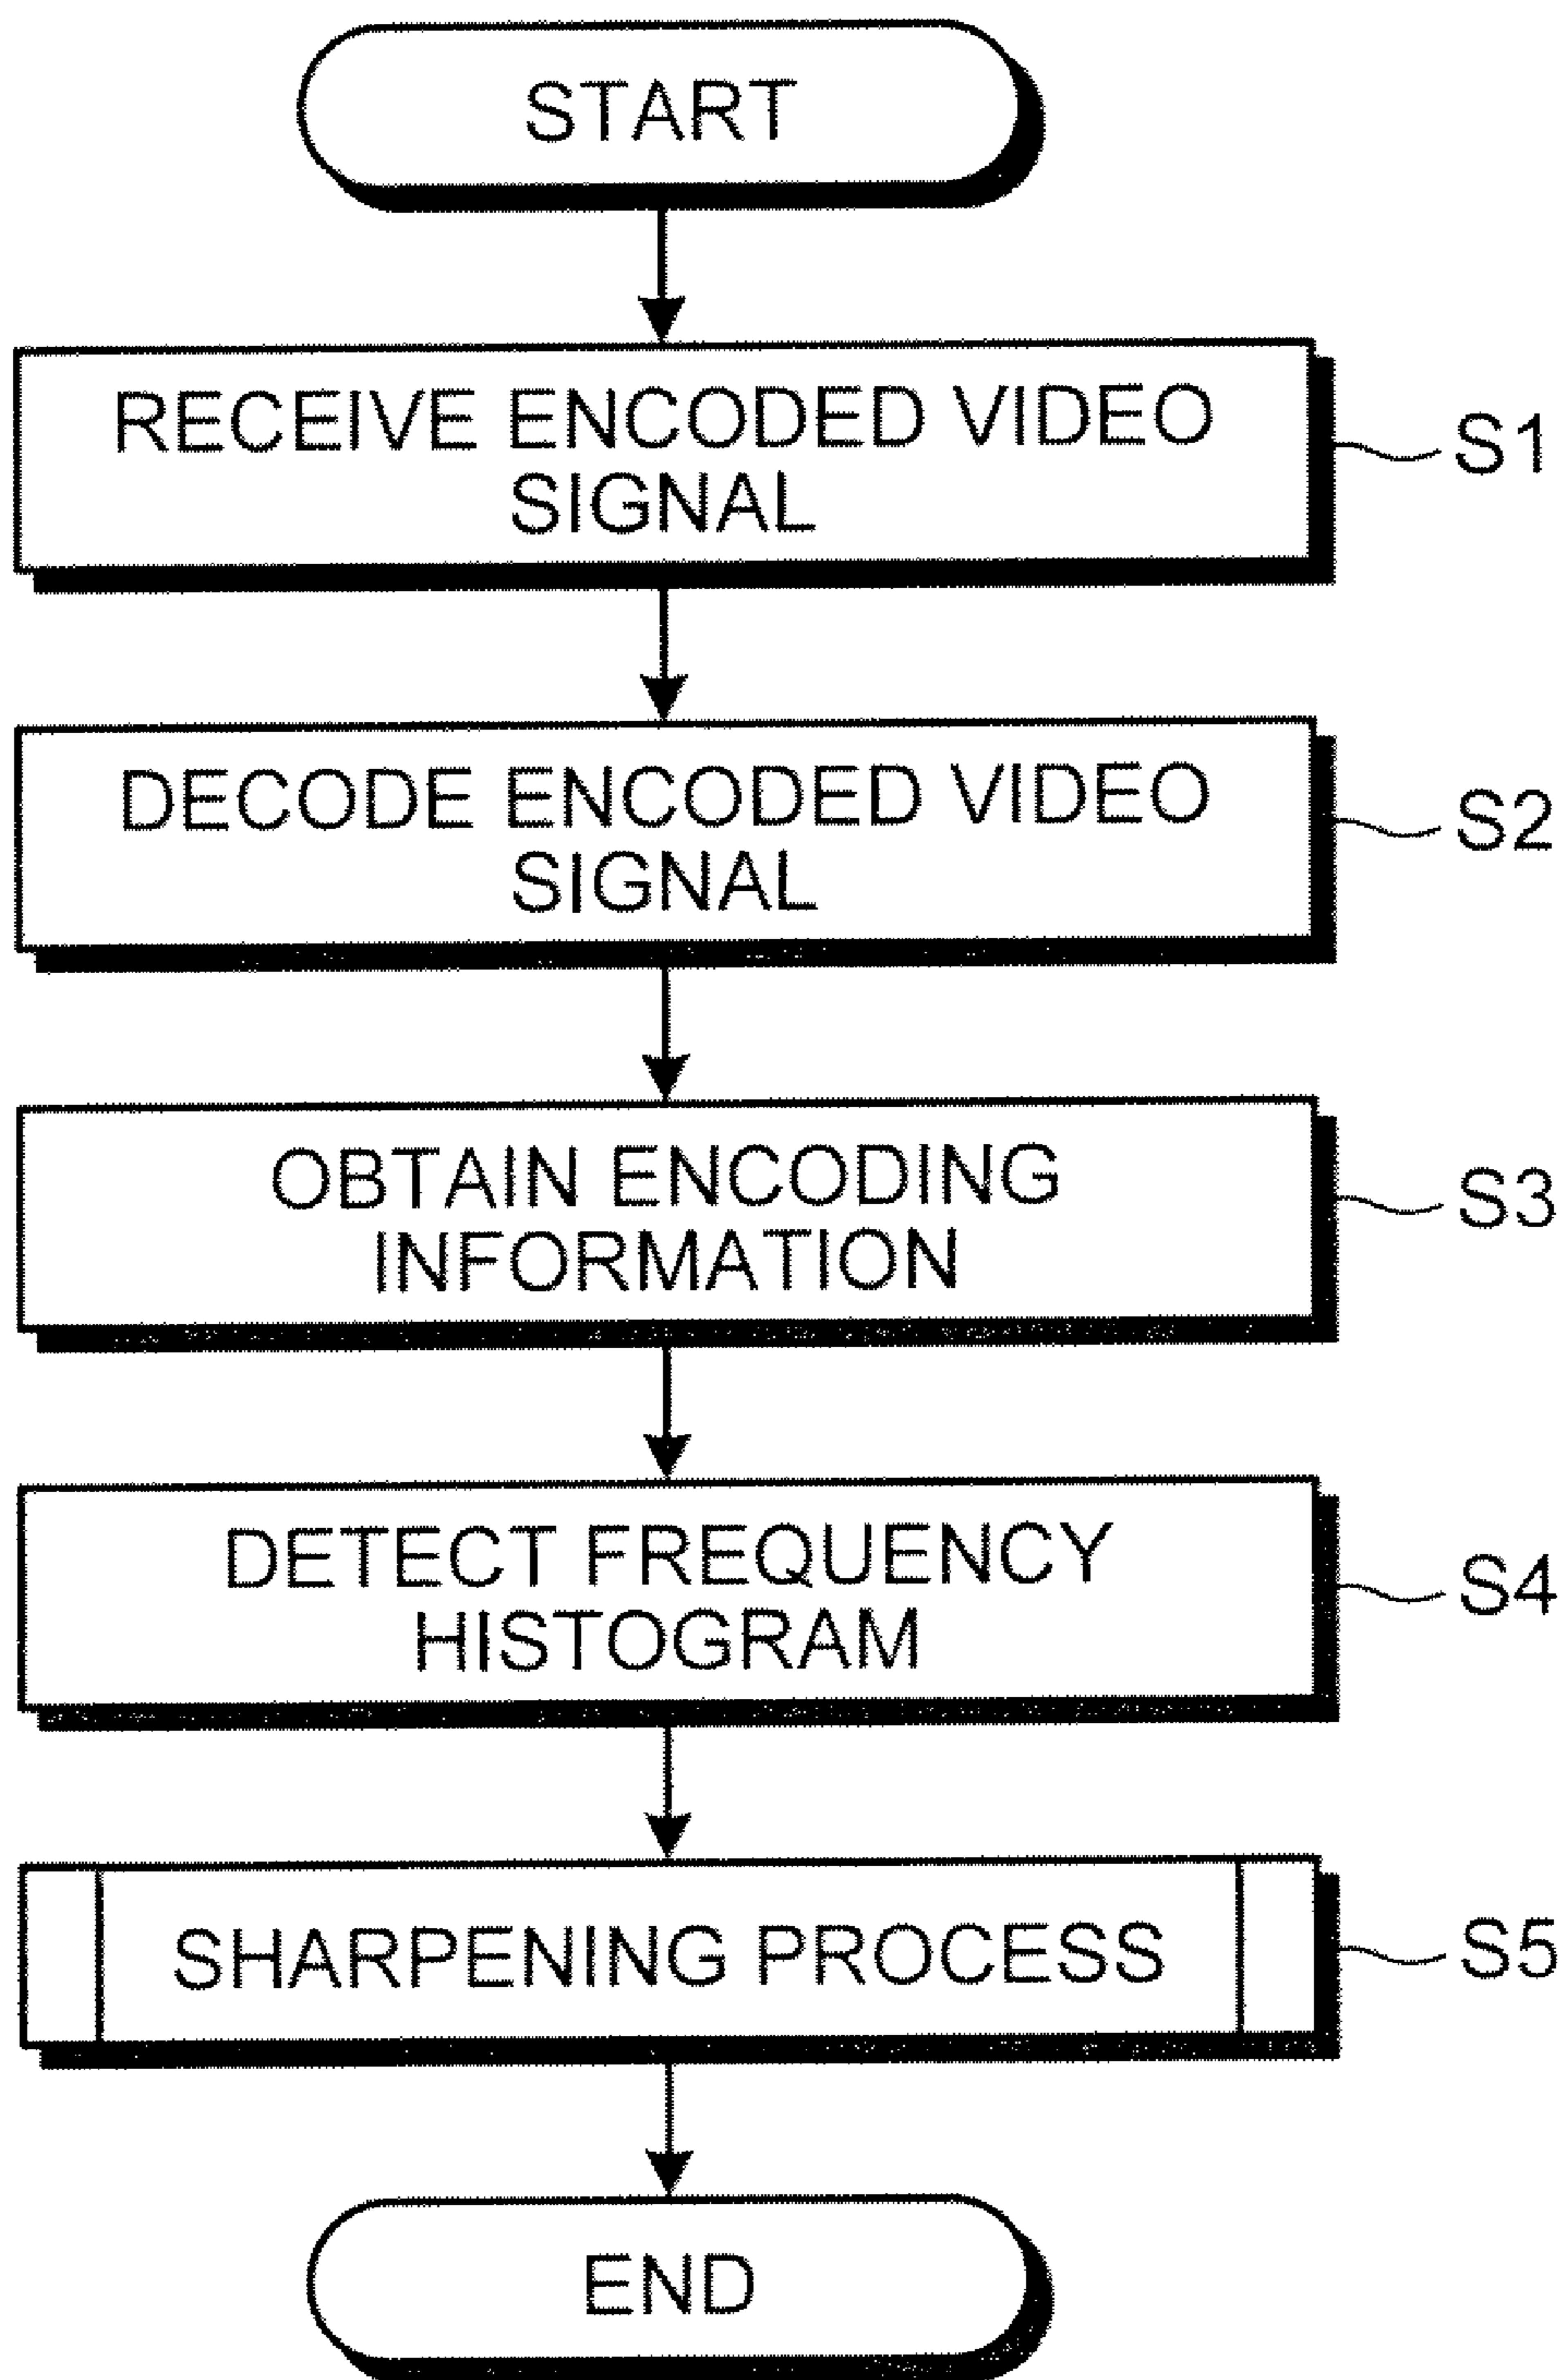 START
RECEIVE ENCODED VIDEO
SIGNAL
S1
DECODE ENCODED VIDEO
SIGNAL
S2
OBTAIN ENCODING
INFORMATION
S3
DETECT FREQUENCY
HISTOGRAM
S4
SHARPENING PROCESS
S5
END